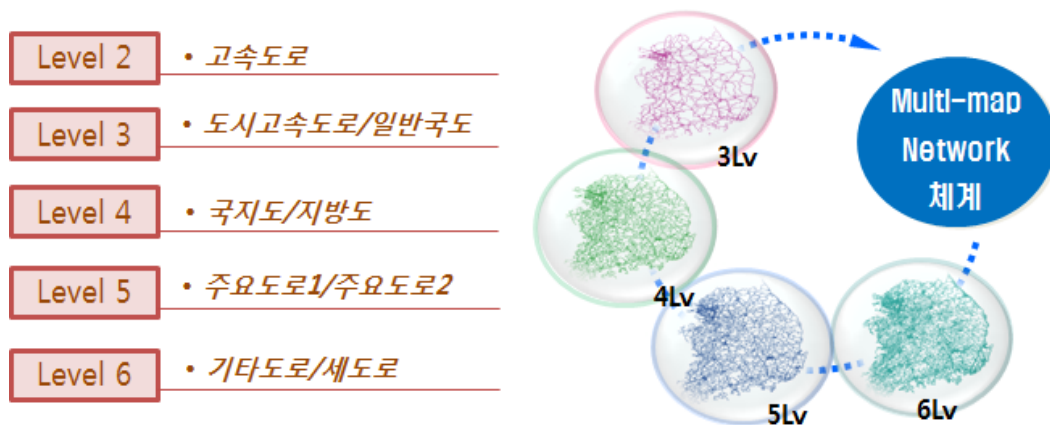 Level 2
• 고속도로
Level 3
• 도시고속도로/일반국도
Level 4
• 국지도/지방도
Level 5
• 주요도로1/주요도로2
Level 6
• 기타도로/세도로
3Lv
4Lv
5Lv
6Lv
Multi-map
Network
체계